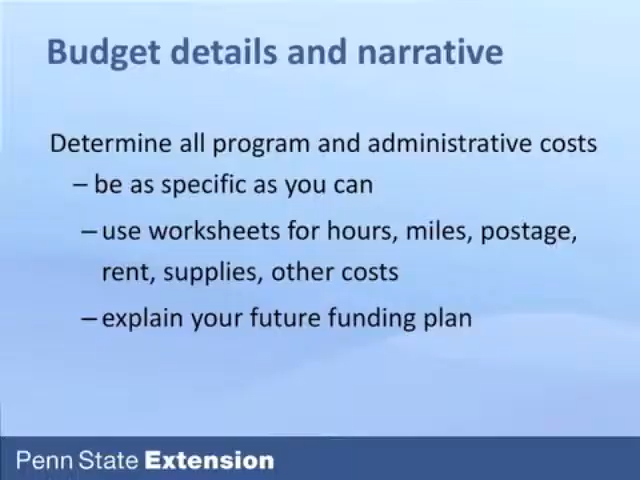 Budget details and narrative
Determine all program and administrative costs
– be as specific as you can
– use worksheets for hours, miles, postage,
rent, supplies, other costs
– explain your future funding plan
Penn State Extension